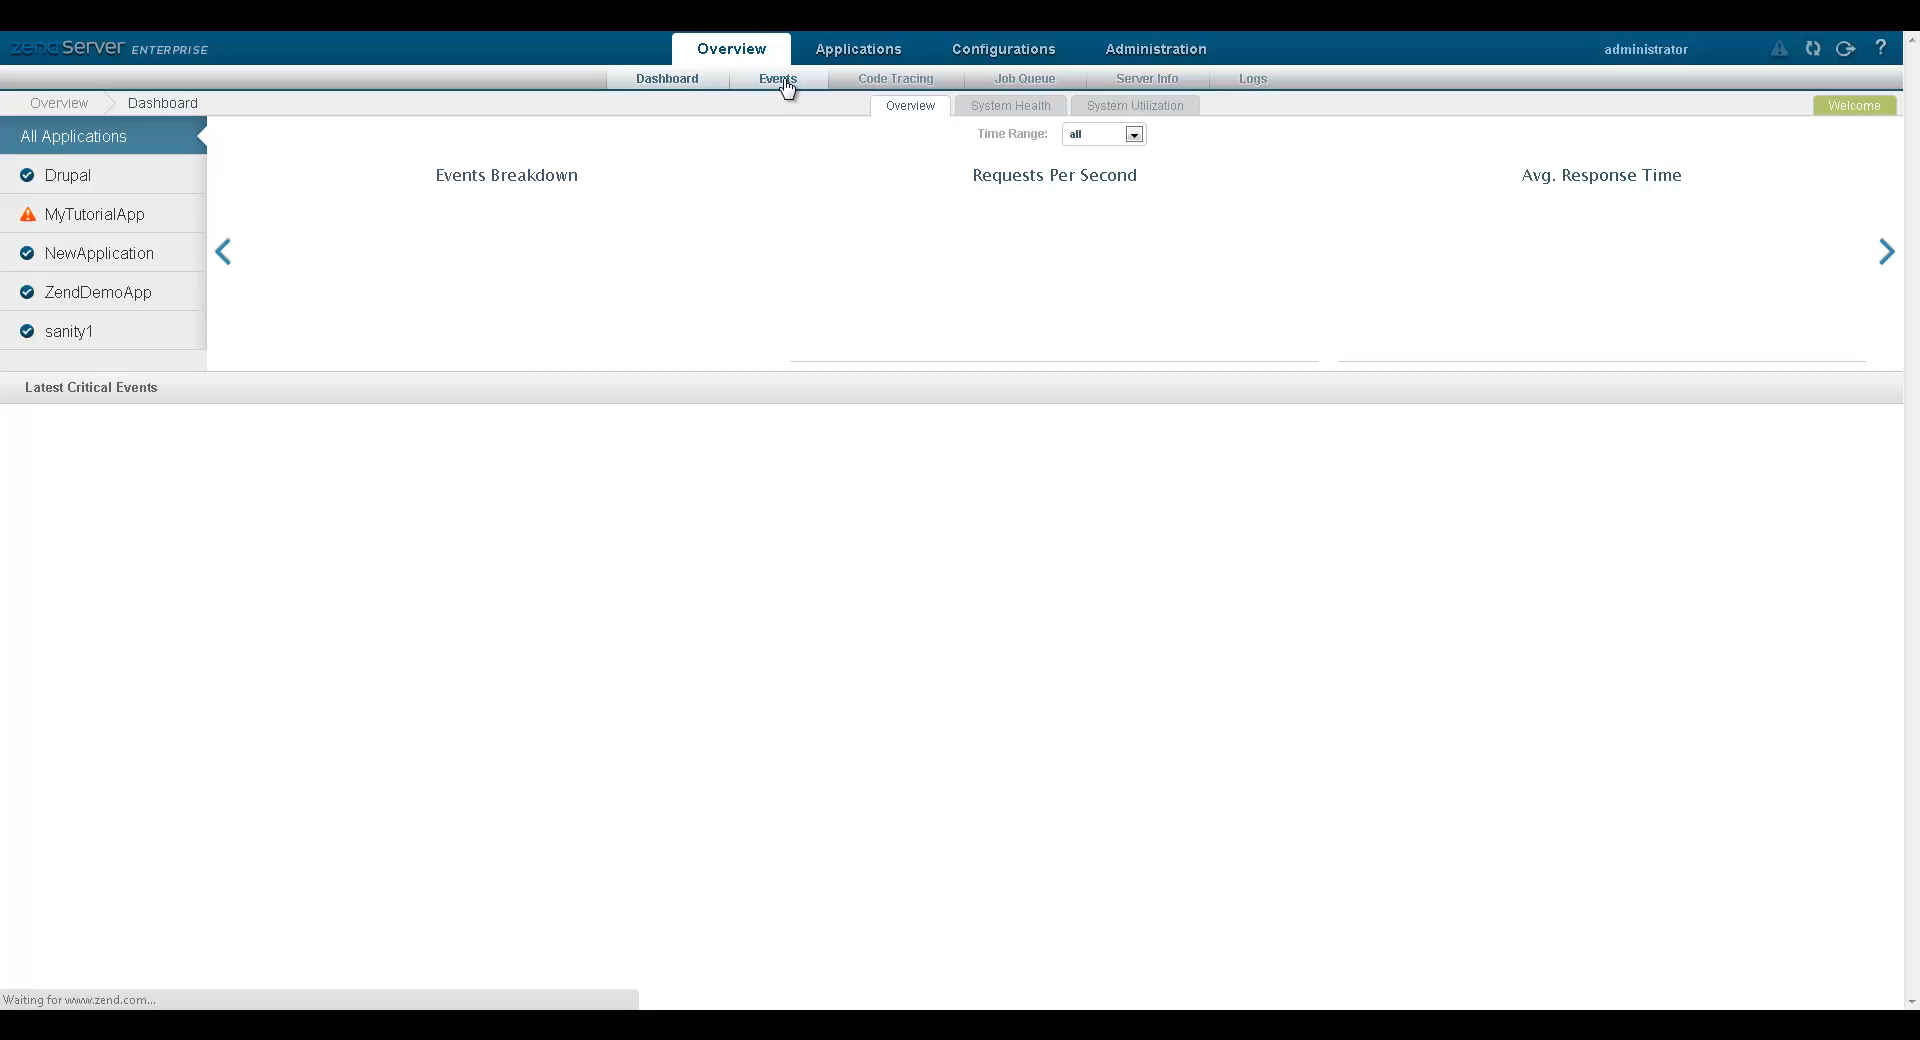 zendServer ENTERPRISE
Overview Applications Configurations Administration administrator ?
Dashboard Events Code Tracing Job Queue Server Info Logs
Overview Dashboard Overview System Health System Utilization Welcome
All Applications Time Range: all
Drupal Events Breakdown Requests Per Second Avg. Response Time
MyTutorialApp
NewApplication
ZendDemoApp
sanity1
Latest Critical Events
Waiting for www.zend.com...